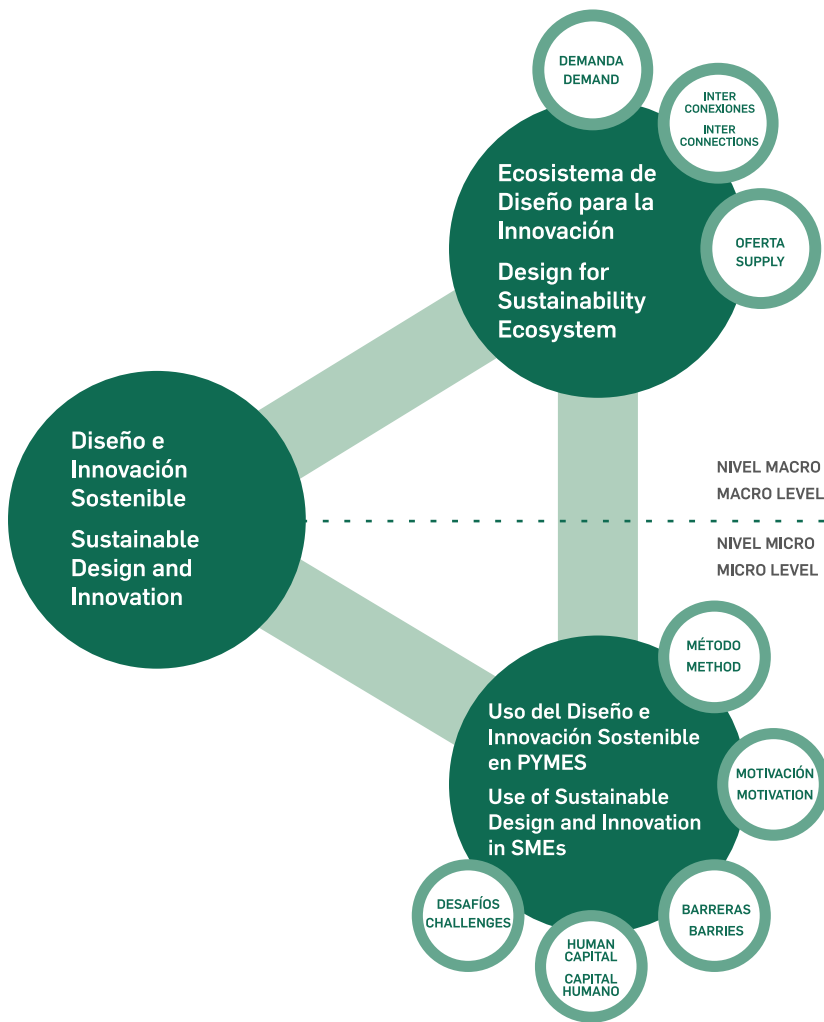 DEMANDA
DEMAND
INTER
CONEXIONES
INTER
CONNECTIONS
Ecosistema de
Diseño para la
Innovación
Design for
Sustainability
Ecosystem
OFERTA
SUPPLY
Diseño e
Innovación
Sostenible
Sustainable
Design and
Innovation
NIVEL MACRO
MACRO LEVEL
NIVEL MICRO
MICRO LEVEL
MÉTODO
METHOD
Uso del Diseño e
Innovación Sostenible
en PYMES
Use of Sustainable
Design and Innovation
in SMEs
MOTIVACIÓN
MOTIVATION
DESAFÍOS
CHALLENGES
HUMAN
CAPITAL
CAPITAL
HUMANO
BARRERAS
BARRIES